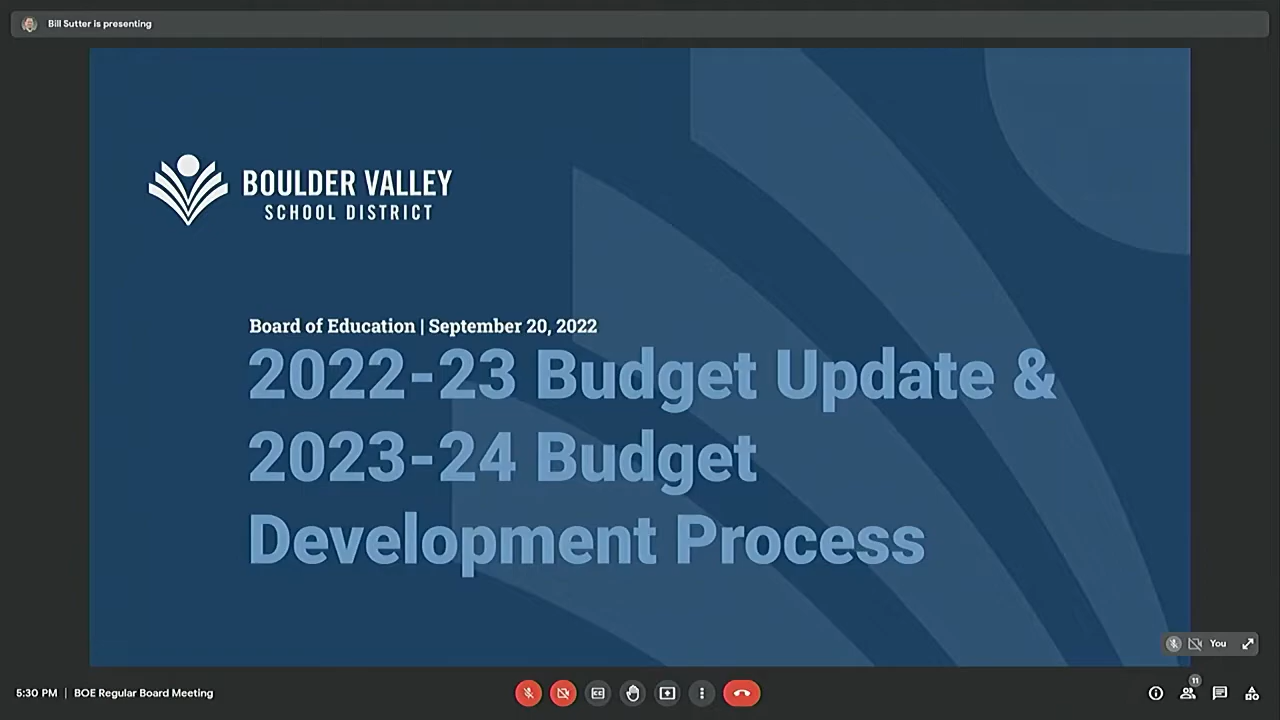 Bill Sutter is presenting
BOULDER VALLEY
SCHOOL DISTRICT
Board of Education | September 20, 2022
2022-23 Budget Update &
2023-24 Budget
Development Process
You
5:30 PM | BOE Regular Board Meeting
11